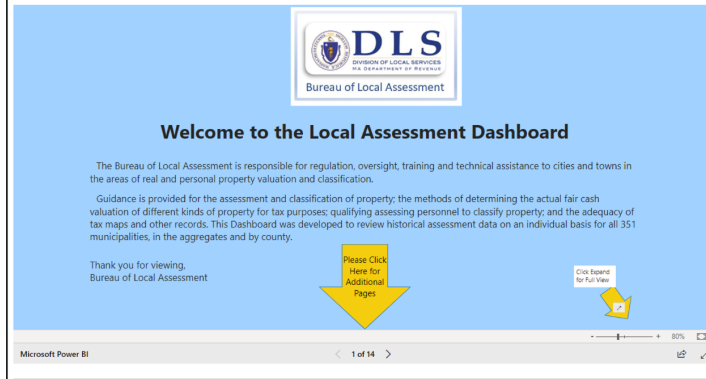 DLS
DIVISION OF LOCAL SERVICES
MA DEPARTMENT OF REVENUE
Bureau of Local Assessment
Welcome to the Local Assessment Dashboard
The Bureau of Local Assessment is responsible for regulation, oversight, training and technical assistance to cities and towns in
the areas of real and personal property valuation and classification.
Guidance is provided for the assessment and classification of property; the methods of determining the actual fair cash
valuation of different kinds of property for tax purposes; qualifying assessing personnel to classify property; and the adequacy of
tax maps and other records. This Dashboard was developed to review historical assessment data on an individual basis for all 351
municipalities, in the aggregates and by county.
Thank you for viewing,
Bureau of Local Assessment
Please Click
Here for
Additional
Pages
Click Expand
for Full View
- + 80%
Microsoft Power BI
< 1 of 14 >